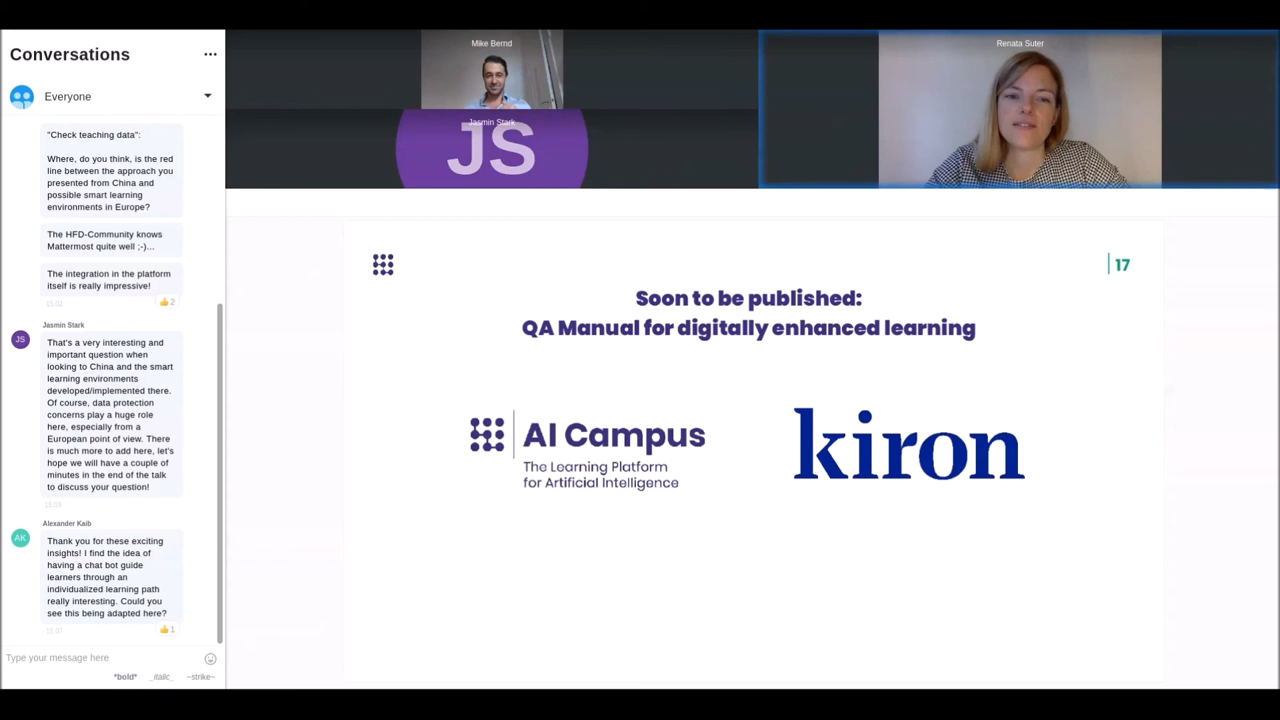 Conversations
Everyone
"Check teaching data":
Where, do you think, is the red
line between the approach you
presented from China and
possible smart learning
environments in Europe?
The HFD-Community knows
Mattermost quite well ;-)...
The integration in the platform
itself is really impressive!
15:02
2
Jasmin Stark
JS
That's a very interesting and
important question when
looking to China and the smart
learning environments
developed/implemented there.
Of course, data protection
concerns play a huge role
here, especially from a
European point of view. There
is much more to add here, let's
hope we will have a couple of
minutes in the end of the talk
to discuss your question!
Alexander Kaib
AK
Thank you for these exciting
insights! I find the idea of
having a chat bot guide
learners through an
individualized learning path
really interesting. Could you
see this being adapted here?
15:07
1
Type your message here
*bold* _italic_ ~strike~
Mike Bernd
Jasmin Stark
JS
Renata Suter
17
Soon to be published:
QA Manual for digitally enhanced learning
AI Campus
The Learning Platform
for Artificial Intelligence
kiron